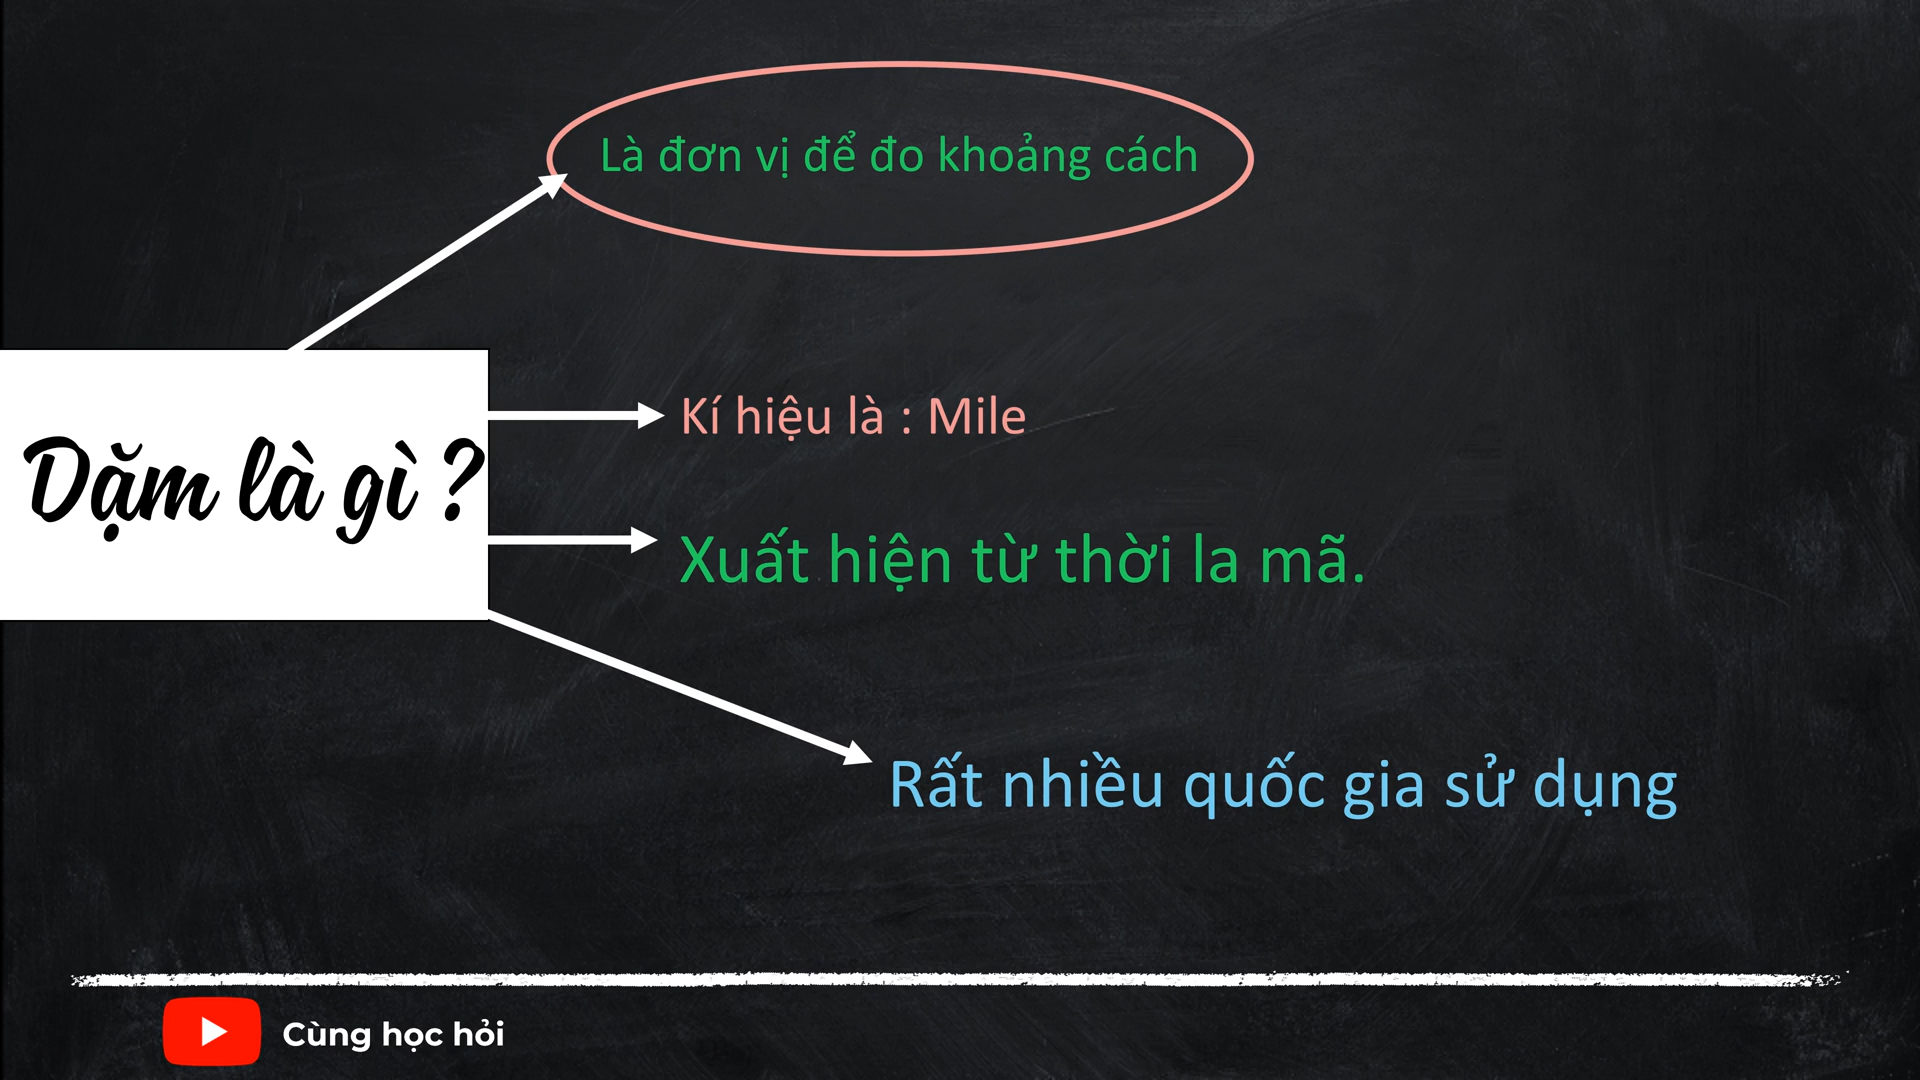 Là đơn vị để đo khoảng cách
Kí hiệu là : Mile
Dặm là gì ?
Xuất hiện từ thời la mã.
Rất nhiều quốc gia sử dụng
Cùng học hỏi